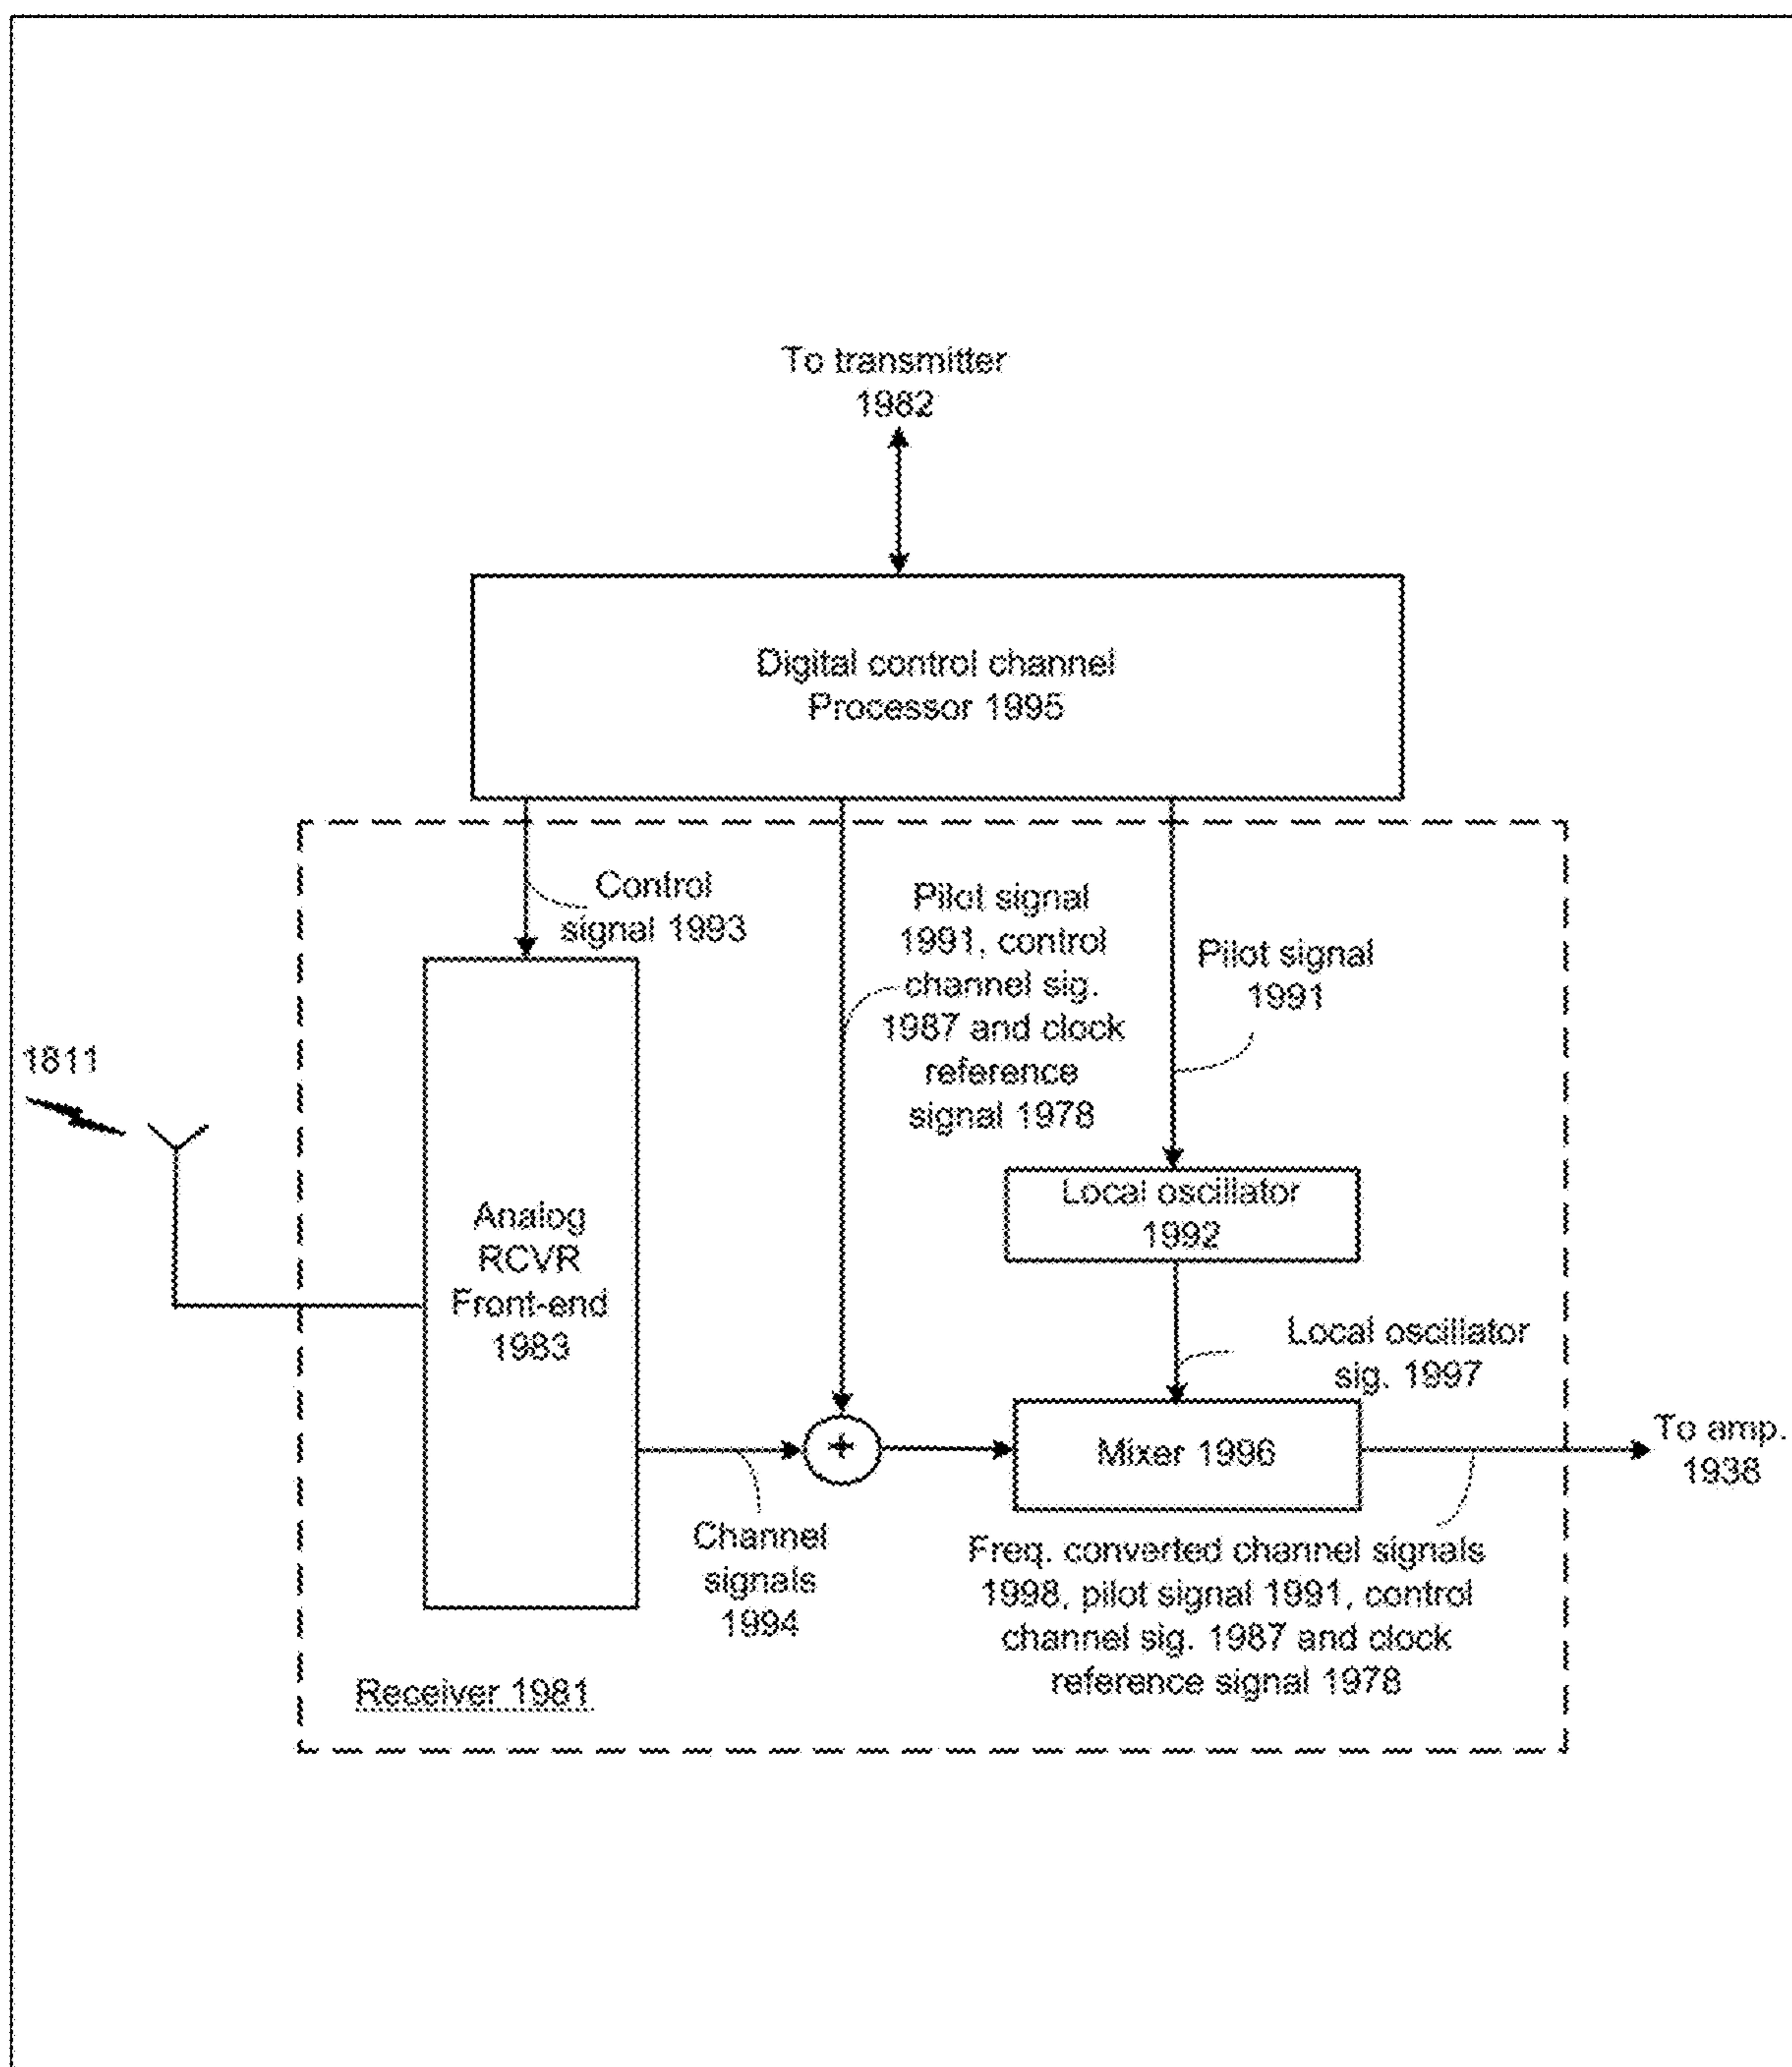 To transmitter
1982
Digital control channel
Processor 1995
Control
signal 1993
Pilot signal
1991, control
channel sig.
1987 and clock
reference
signal 1978
Pilot signal
1991
1811
Analog
RCVR
Front-end
1983
Local oscillator
1992
Local oscillator
sig. 1997
+
Mixer 1996
To amp.
1938
Channel
signals
1994
Freq. converted channel signals
1998, pilot signal 1991, control
channel sig. 1987 and clock
reference signal 1978
Receiver 1981